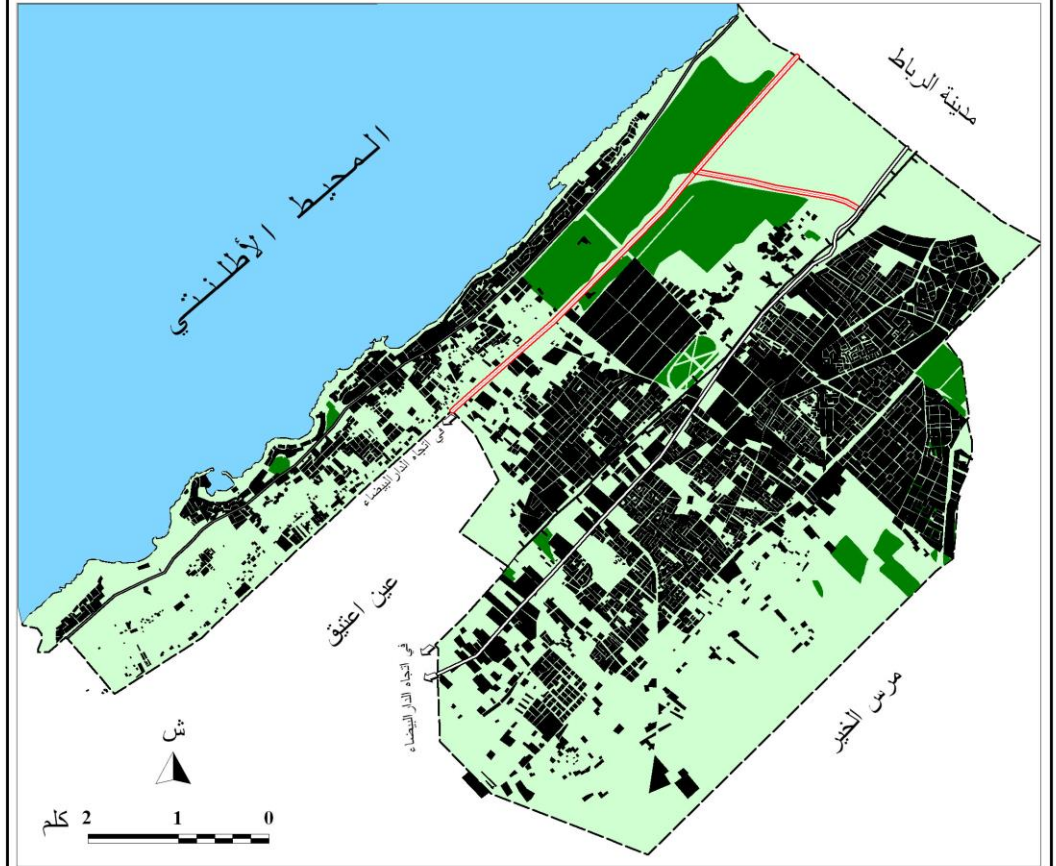 مدينة الرباط
المحيط الأطلنتي
في اتجاه الدار البيضاء
عين اعتيق
في اتجاه الدار البيضاء
مرس الخير
ش
كلم 2 1 0